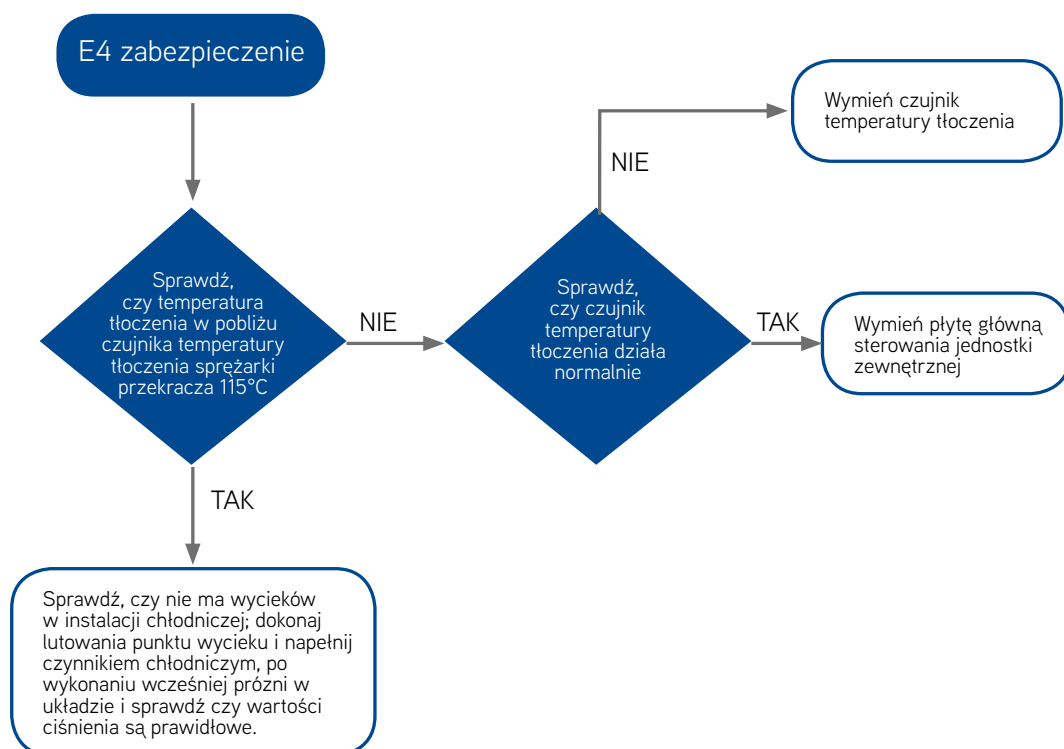 E4 zabezpieczenie
Wymień czujnik
temperatury tłoczenia
NIE
Sprawdź,
czy temperatura
tłoczenia w pobliżu
czujnika temperatury
tłoczenia sprężarki
przekracza 115°C
NIE
Sprawdź,
czy czujnik
temperatury
tłoczenia działa
normalnie
TAK
Wymień płytę główną
sterowania jednostki
zewnętrznej
TAK
Sprawdź, czy nie ma wycieków
w instalacji chłodniczej; dokonaj
lutowania punktu wycieku i napełnij
czynnikiem chłodniczym, po
wykonaniu wcześniej prózni w
układzie i sprawdź czy wartości
ciśnienia są prawidłowe.